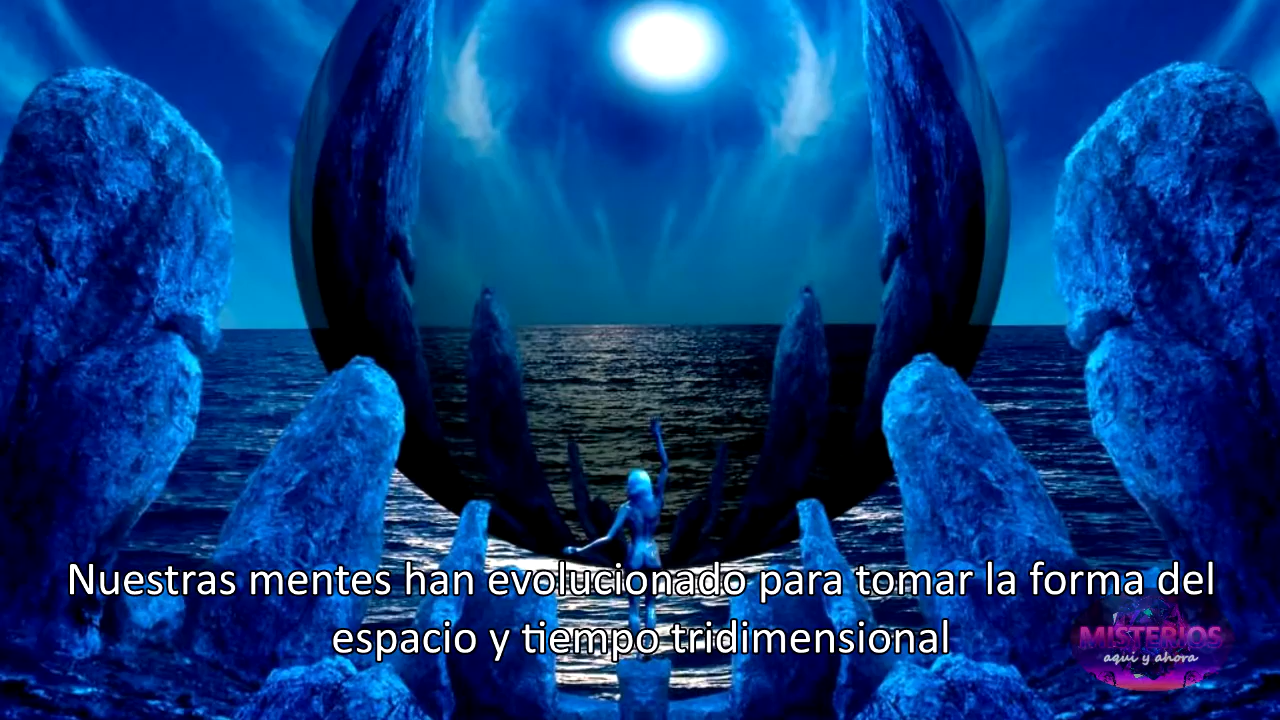 Nuestras mentes han evolucionado para tomar la forma del
espacio y tiempo tridimensional
MISTERIOS
aquí y ahora